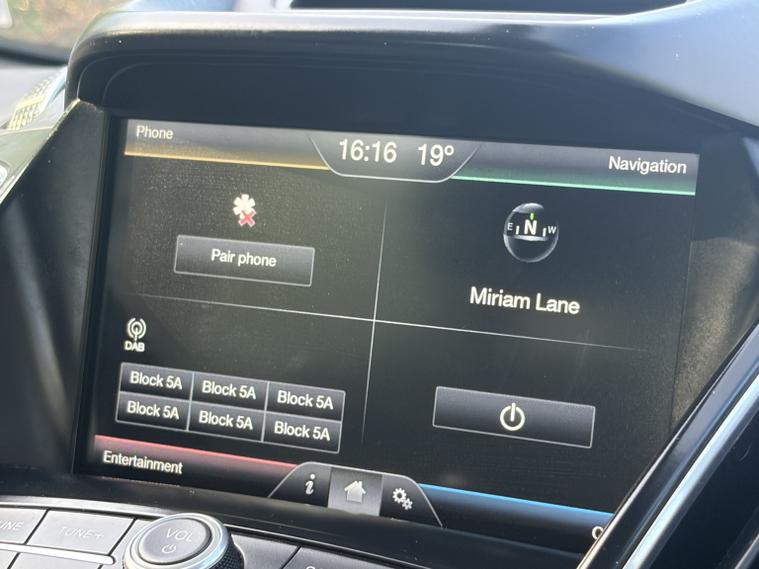 Phone
16:16 19°
Navigation
E N W
Pair phone
Miriam Lane
DAB
Block 5A Block 5A Block 5A
Block 5A Block 5A Block 5A
Entertainment
i
TUNE+
VOL